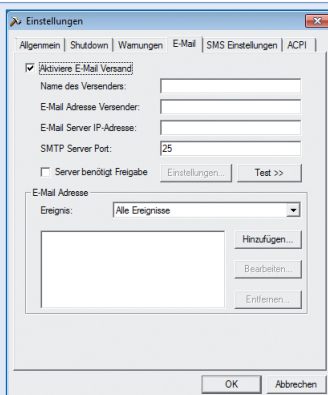 Einstellungen
Allgemein Shutdown Warnungen E-Mail SMS Einstellungen ACPI
Aktiviere E-Mail Versand
Name des Versenders:
E-Mail Adresse Versender:
E-Mail Server IP-Adresse:
SMTP Server Port: 25
Server benötigt Freigabe Einstellungen... Test >>
E-Mail Adresse
Ereignis: Alle Ereignisse
Hinzufügen...
Bearbeiten...
Entfernen...
OK Abbrechen